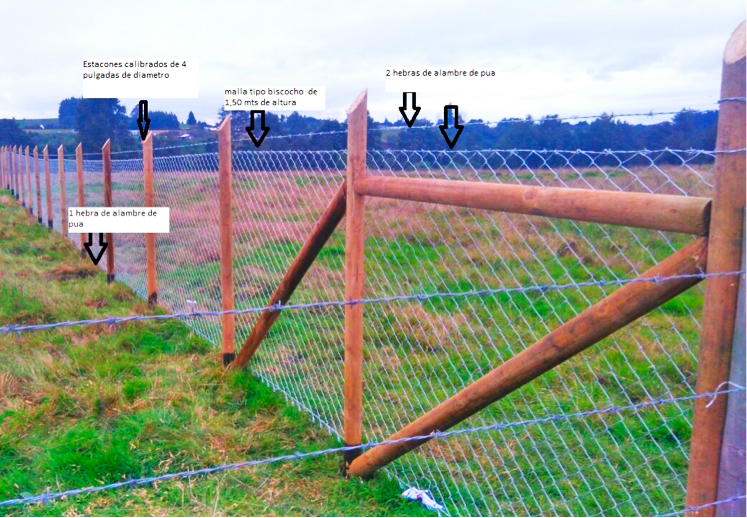 Estacones calibrados de 4
pulgadas de diametro
malla tipo biscocho de
1,50 mts de altura
2 hebras de alambre de pua
1 hebra de alambre de
pua